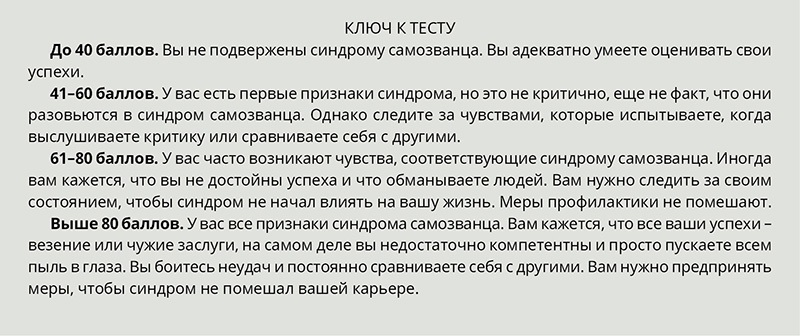 КЛЮЧ К ТЕСТУ
До 40 баллов. Вы не подвержены синдрому самозванца. Вы адекватно умеете оценивать свои
успехи.
41–60 баллов. У вас есть первые признаки синдрома, но это не критично, еще не факт, что они
разовьются в синдром самозванца. Однако следите за чувствами, которые испытываете, когда
выслушиваете критику или сравниваете себя с другими.
61–80 баллов. У вас часто возникают чувства, соответствующие синдрому самозванца. Иногда
вам кажется, что вы не достойны успеха и что обманываете людей. Вам нужно следить за своим
состоянием, чтобы синдром не начал влиять на вашу жизнь. Меры профилактики не помешают.
Выше 80 баллов. У вас все признаки синдрома самозванца. Вам кажется, что все ваши успехи –
везение или чужие заслуги, на самом деле вы недостаточно компетентны и просто пускаете всем
пыль в глаза. Вы боитесь неудач и постоянно сравниваете себя с другими. Вам нужно предпринять
меры, чтобы синдром не помешал вашей карьере.